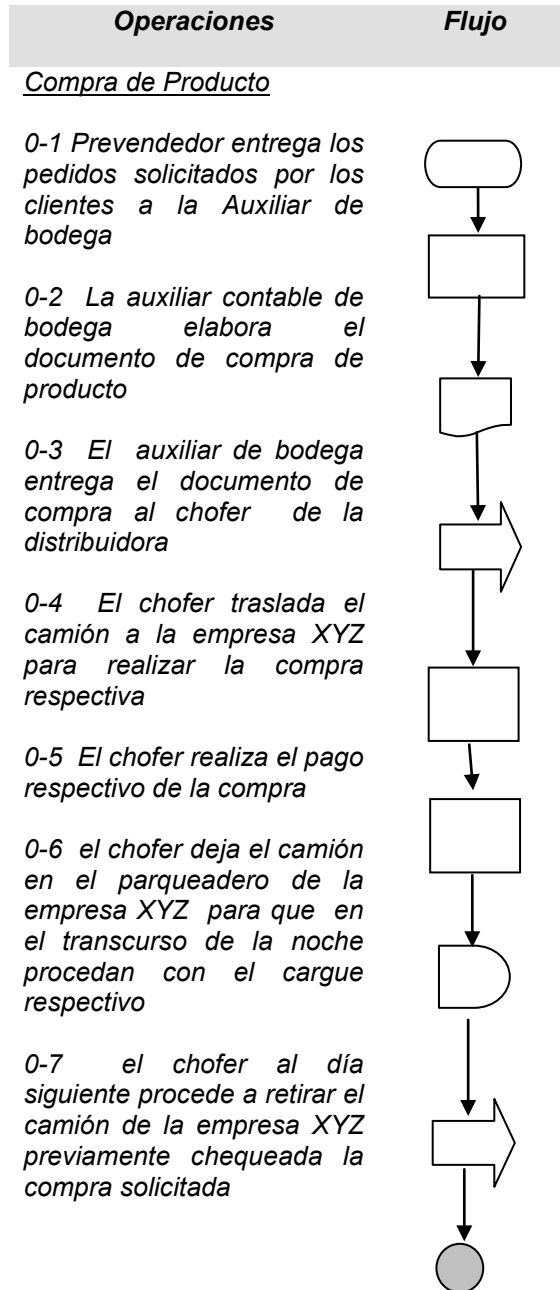 Operaciones Flujo
Compra de Producto
0-1 Prevendedor entrega los
pedidos solicitados por los
clientes a la Auxiliar de
bodega
0-2 La auxiliar contable de
bodega elabora el
documento de compra de
producto
0-3 El auxiliar de bodega
entrega el documento de
compra al chofer de la
distribuidora
0-4 El chofer traslada el
camión a la empresa XYZ
para realizar la compra
respectiva
0-5 El chofer realiza el pago
respectivo de la compra
0-6 el chofer deja el camión
en el parqueadero de la
empresa XYZ para que en
el transcurso de la noche
procedan con el cargue
respectivo
0-7 el chofer al día
siguiente procede a retirar el
camión de la empresa XYZ
previamente chequeada la
compra solicitada